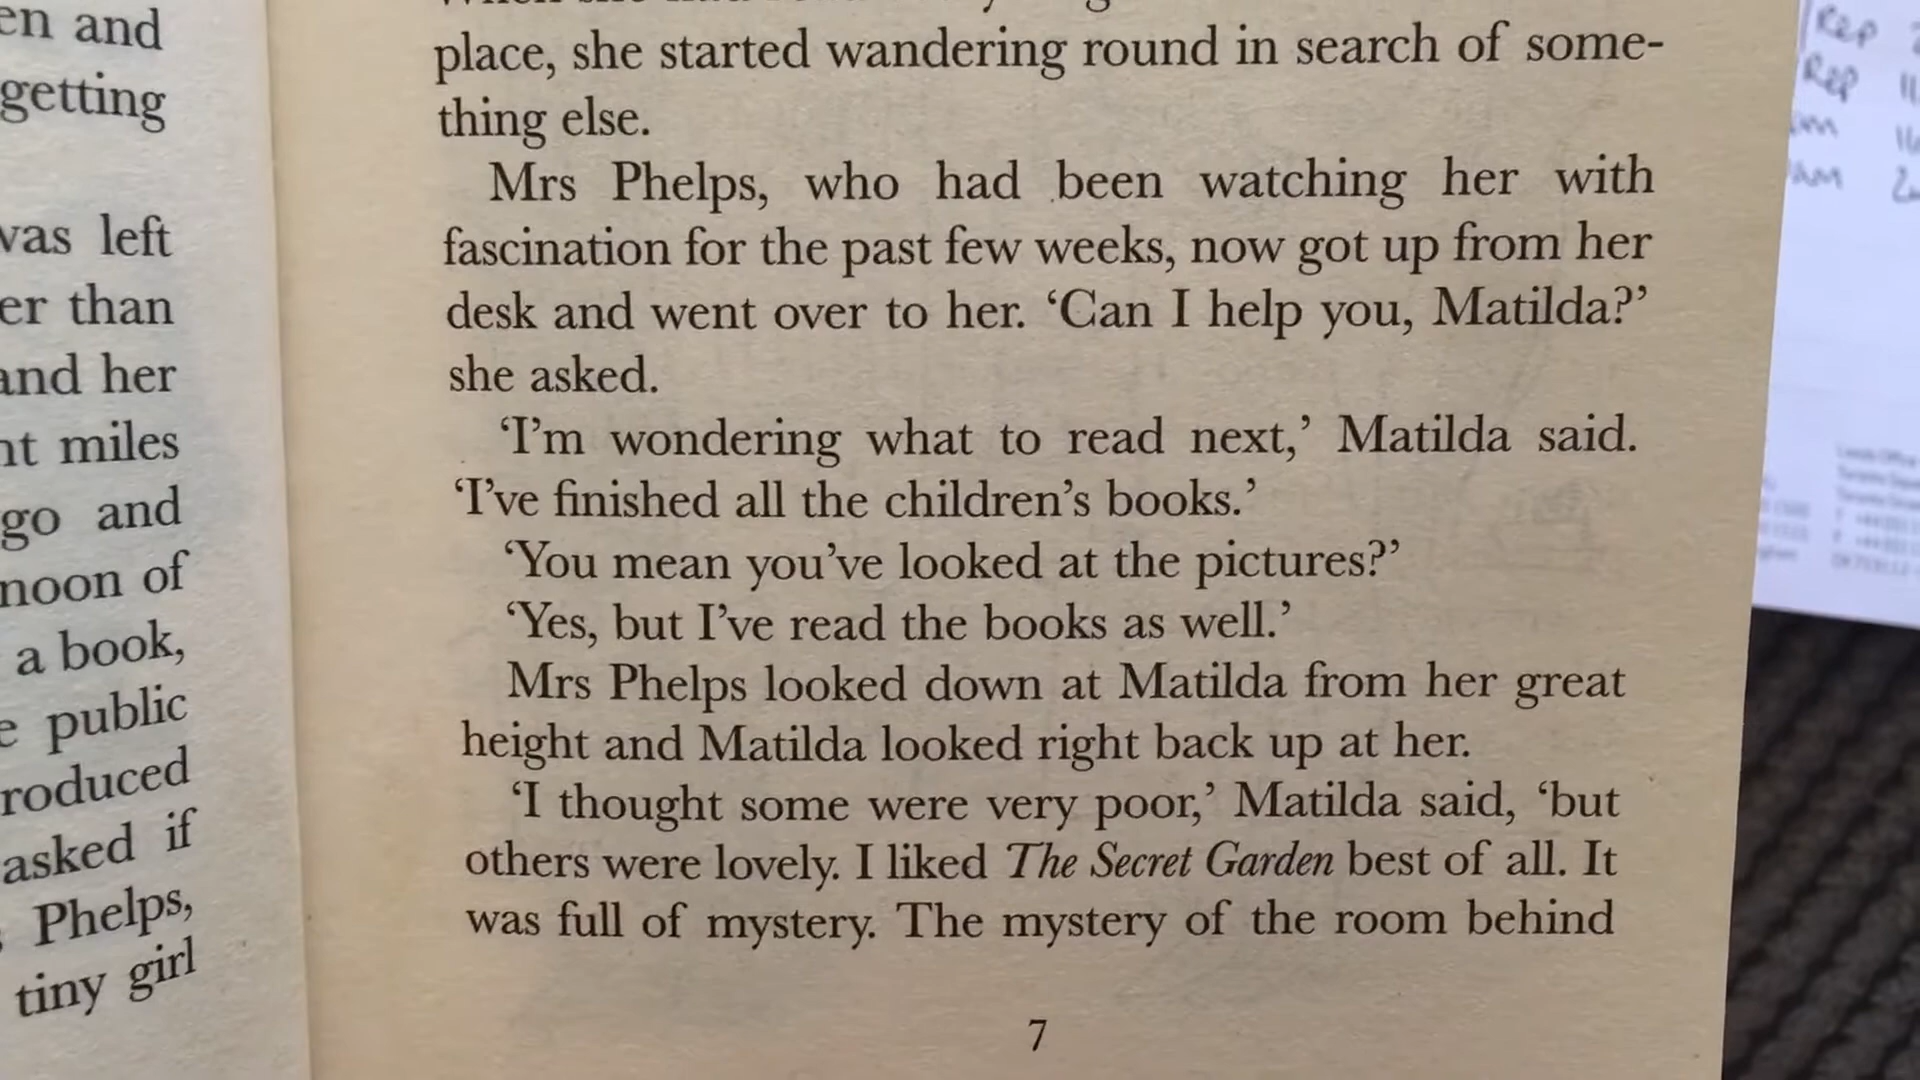 en and
getting
was left
er than
and her
nt miles
go and
noon of
a book,
e public
roduced
asked if
Phelps,
tiny girl
place, she started wandering round in search of some-
thing else.
Mrs Phelps, who had been watching her with
fascination for the past few weeks, now got up from her
desk and went over to her. ‘Can I help you, Matilda?’
she asked.
‘I’m wondering what to read next,’ Matilda said.
‘I’ve finished all the children’s books.’
‘You mean you’ve looked at the pictures?’
‘Yes, but I’ve read the books as well.’
Mrs Phelps looked down at Matilda from her great
height and Matilda looked right back up at her.
‘I thought some were very poor,’ Matilda said, ‘but
others were lovely. I liked The Secret Garden best of all. It
was full of mystery. The mystery of the room behind
7
Rep
Rep